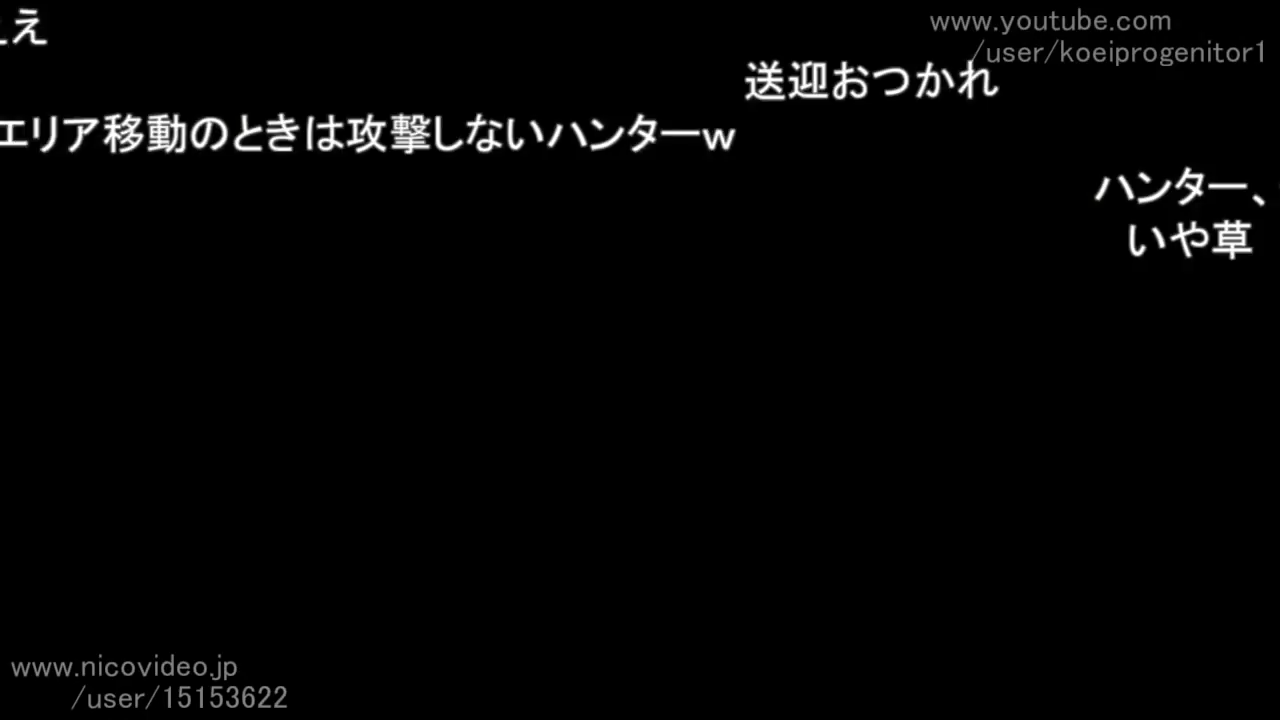 ええ
www.youtube.com
/user/koeiprogenitor1
送迎おつかれ
エリア移動のときは攻撃しないハンターw
ハンター、
いや草
www.nicovideo.jp
/user/15153622